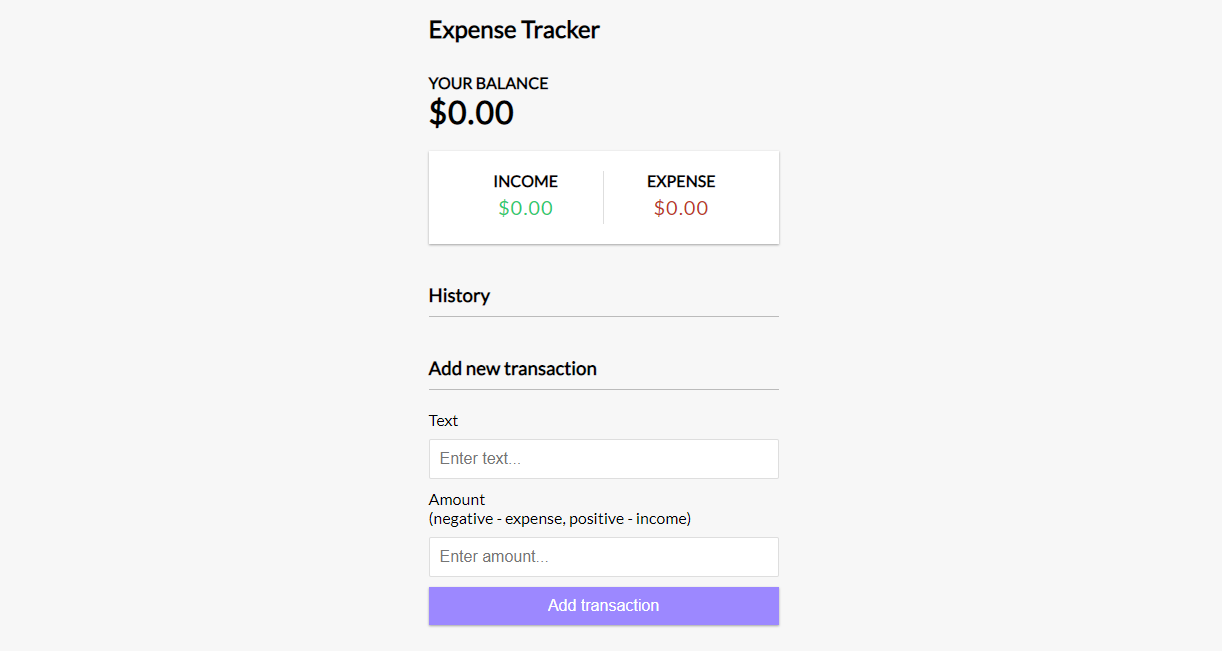 Expense Tracker
YOUR BALANCE
$0.00
INCOME
$0.00
EXPENSE
$0.00
History
Add new transaction
Text
Enter text...
Amount
(negative - expense, positive - income)
Enter amount...
Add transaction